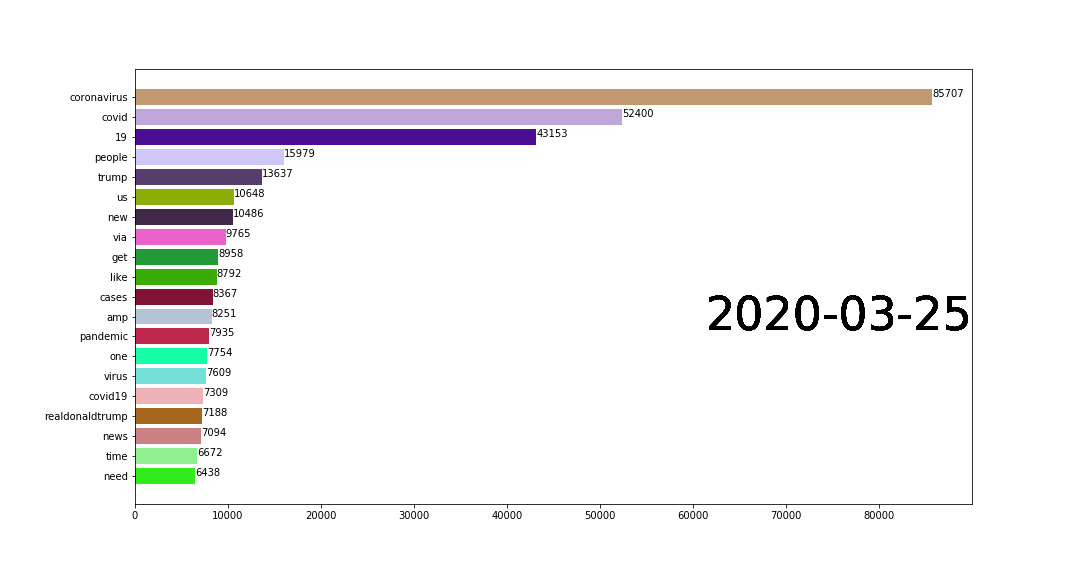 coronavirus 85707
covid 52400
19 43153
people 15979
trump 13637
us 10648
new 10486
via 9765
get 8958
like 8792
cases 8367
amp 8251
2020-03-25
pandemic 7935
one 7754
virus 7609
covid19 7309
realdonaldtrump 7188
news 7094
time 6672
need 6438
0 10000 20000 30000 40000 50000 60000 70000 80000